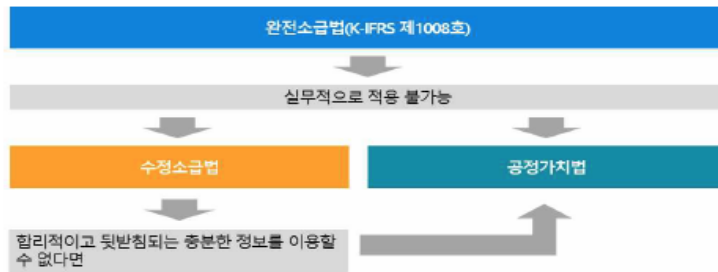 완전소급법(K-IFRS 제1008호)
실무적으로 적용 불가능
수정소급법
공정가치법
합리적이고 뒷받침되는 충분한 정보를 이용할
수 없다면